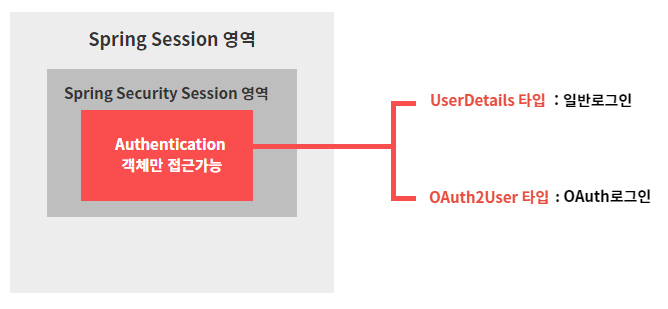 Spring Session 영역
Spring Security Session 영역
Authentication
객체만 접근가능
UserDetails 타입 : 일반로그인
OAuth2User 타입 : OAuth로그인